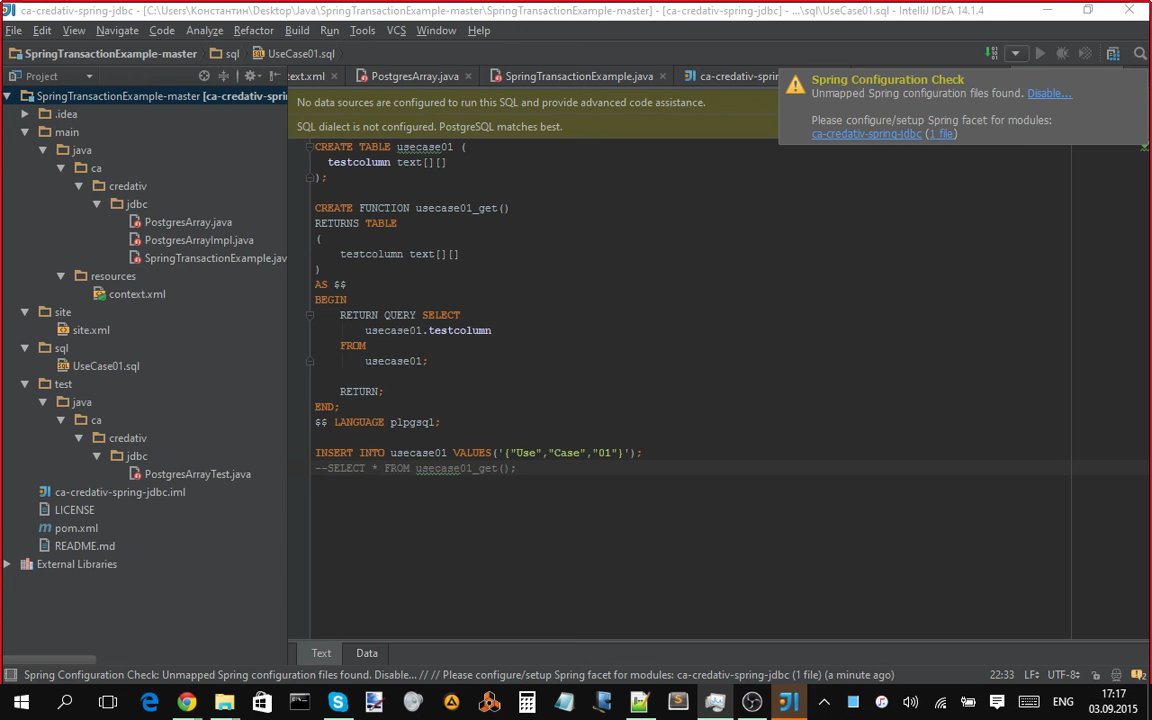 ca-credativ-spring-jdbc - [C:\Users\Константин\Desktop\Java\SpringTransactionExample-master\SpringTransactionExample-master] - [ca-credativ-spring-jdbc] - ...\sql\UseCase01.sql - IntelliJ IDEA 14.1.4
File Edit View Navigate Code Analyze Refactor Build Run Tools VCS Window Help
SpringTransactionExample-master sql UseCase01.sql
Project
text.xml PostgresArray.java SpringTransactionExample.java ca-credativ-sprin
Spring Configuration Check
Unmapped Spring configuration files found. Disable...
Please configure/setup Spring facet for modules:
ca-credativ-spring-jdbc (1 file)
No data sources are configured to run this SQL and provide advanced code assistance.
SQL dialect is not configured. PostgreSQL matches best.
SpringTransactionExample-master [ca-credativ-spri
.idea
main
java
ca
credativ
jdbc
PostgresArray.java
PostgresArrayImpl.java
SpringTransactionExample.jav
resources
context.xml
site
site.xml
sql
UseCase01.sql
test
java
ca
credativ
jdbc
PostgresArrayTest.java
ca-credativ-spring-jdbc.iml
LICENSE
pom.xml
README.md
External Libraries
CREATE TABLE usecase01 (
testcolumn text[][]
);
CREATE FUNCTION usecase01_get()
RETURNS TABLE
(
testcolumn text[][]
)
AS $$
BEGIN
RETURN QUERY SELECT
usecase01.testcolumn
FROM
usecase01;
RETURN;
END;
$$ LANGUAGE plpgsql;
INSERT INTO usecase01 VALUES('{"Use","Case","01"}');
--SELECT * FROM usecase01_get();
Text Data
Spring Configuration Check: Unmapped Spring configuration files found. Disable... // // Please configure/setup Spring facet for modules: ca-credativ-spring-jdbc (1 file) (a minute ago)
22:33 LF÷ UTF-8÷
ENG
17:17
03.09.2015